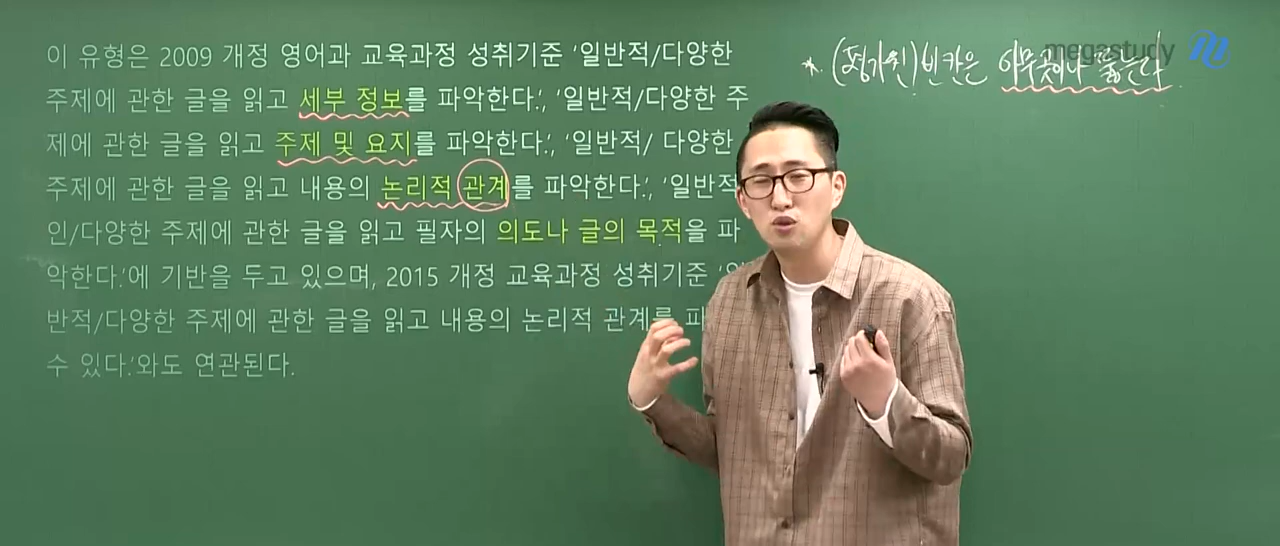 이 유형은 2009 개정 영어과 교육과정 성취기준 '일반적/다양한
주제에 관한 글을 읽고 세부 정보를 파악한다.', '일반적/다양한 주
제에 관한 글을 읽고 주제 및 요지를 파악한다.', '일반적/ 다양한
주제에 관한 글을 읽고 내용의 논리적 관계를 파악한다.', '일반적
인/다양한 주제에 관한 글을 읽고 필자의 의도나 글의 목적을 파
악한다.'에 기반을 두고 있으며, 2015 개정 교육과정 성취기준
반적/다양한 주제에 관한 글을 읽고 내용의 논리적 관계를 파
수 있다.'와도 연관된다.
*. (평가원) 빈칸은 아무곳이나 뚫는다.
megastudy